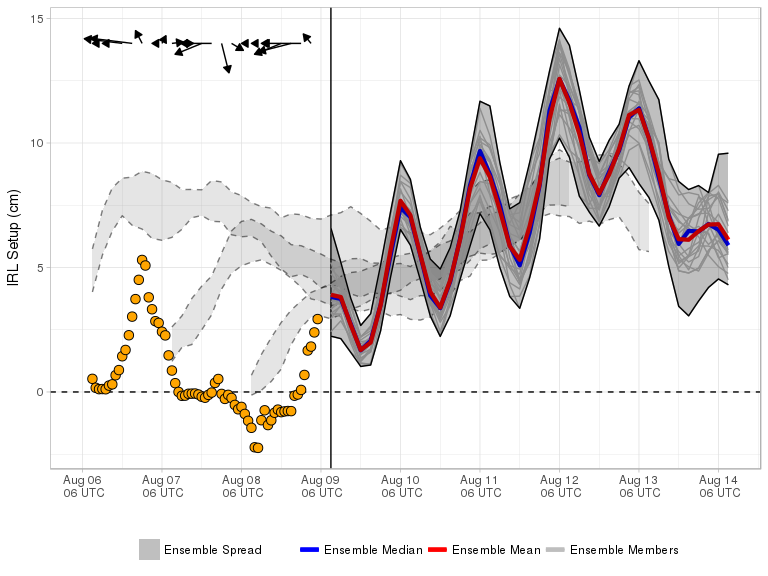 15
10
5
0
IRL Setup (cm)
Aug 06 Aug 07 Aug 08 Aug 09 Aug 10 Aug 11 Aug 12 Aug 13 Aug 14
06 UTC 06 UTC 06 UTC 06 UTC 06 UTC 06 UTC 06 UTC 06 UTC 06 UTC
Ensemble Spread Ensemble Median Ensemble Mean Ensemble Members